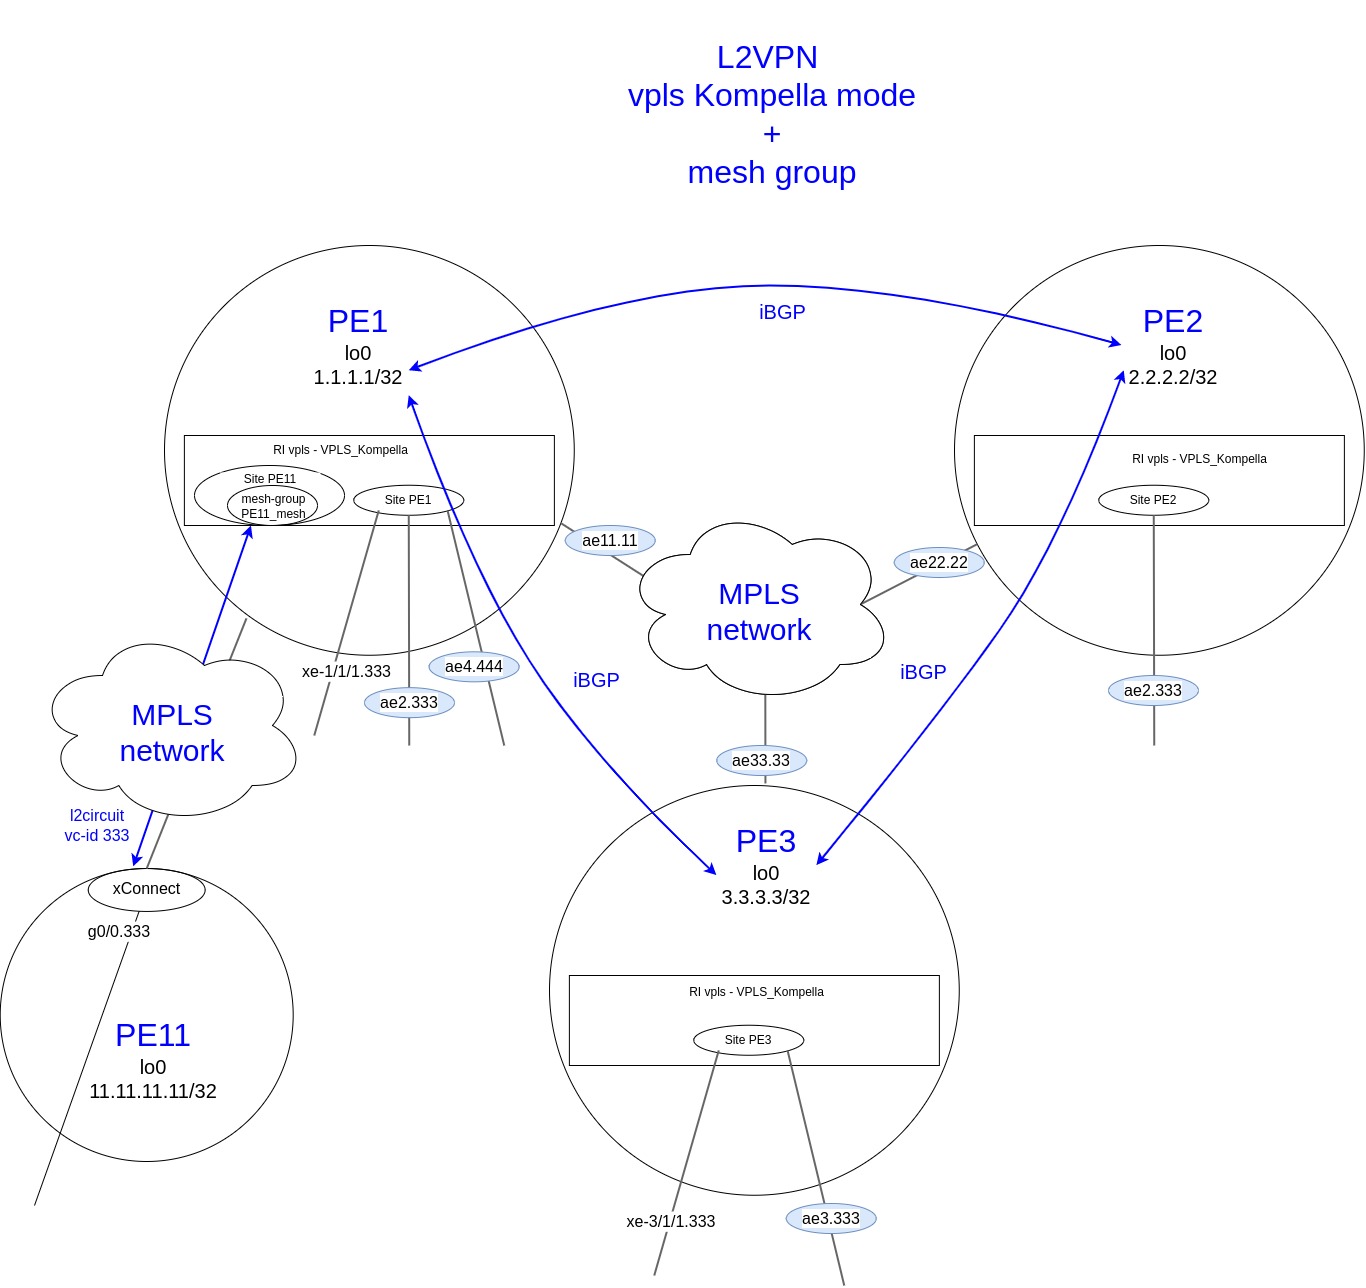 L2VPN
vpls Kompella mode
+
mesh group
iBGP
PE1
lo0
1.1.1.1/32
PE2
lo0
2.2.2.2/32
RI vpls - VPLS_Kompella
Site PE11
mesh-group
PE11_mesh
Site PE1
RI vpls - VPLS_Kompella
Site PE2
ae11.11
ae22.22
MPLS
network
xe-1/1/1.333
ae2.333
ae4.444
iBGP
iBGP
ae2.333
MPLS
network
ae33.33
l2circuit
vc-id 333
xConnect
g0/0.333
PE11
lo0
11.11.11.11/32
PE3
lo0
3.3.3.3/32
RI vpls - VPLS_Kompella
Site PE3
xe-3/1/1.333
ae3.333